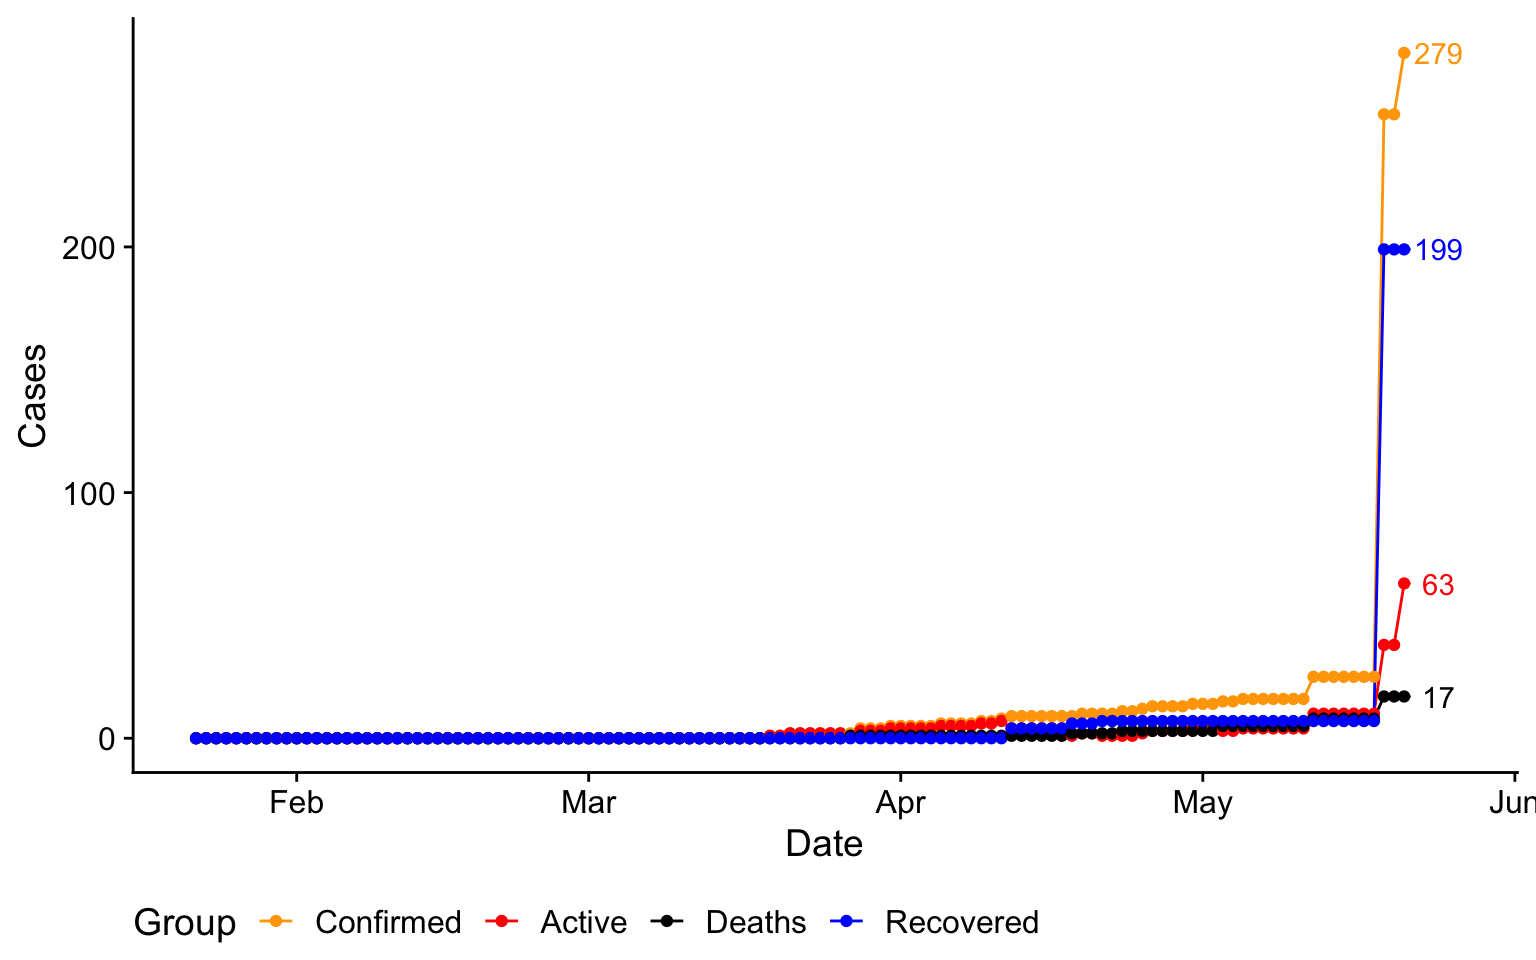 279
200
199
Cases
100
63
17
0
Feb Mar Apr May Jun
Date
Group Confirmed Active Deaths Recovered